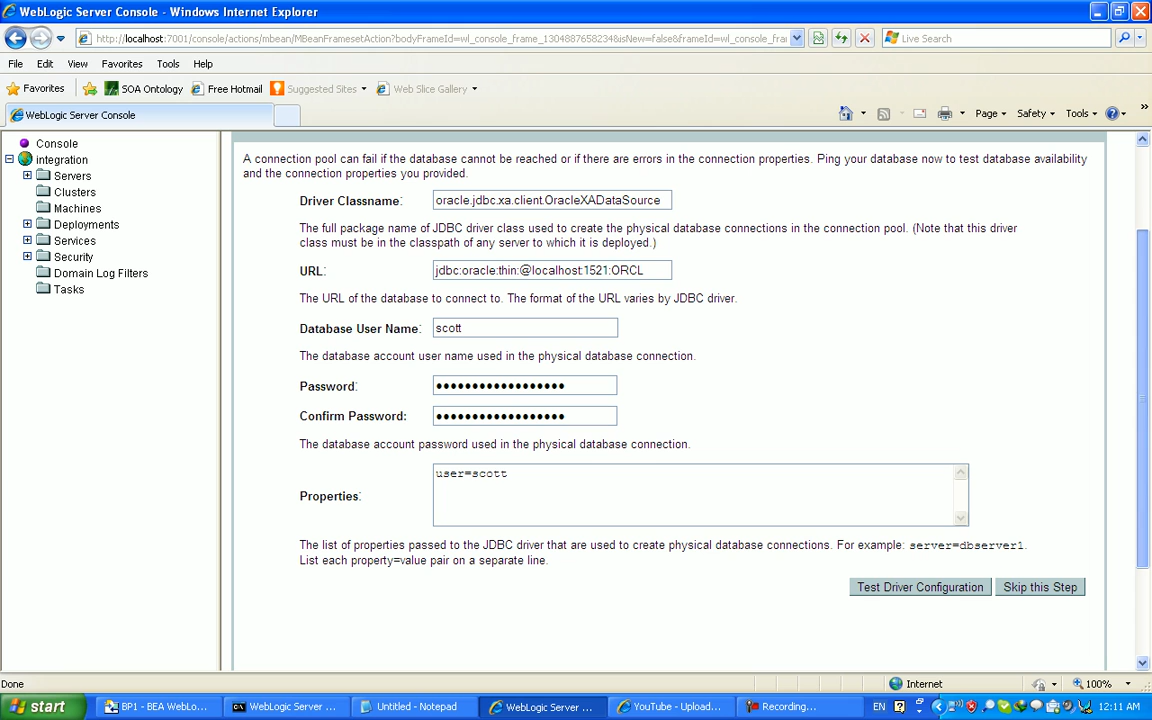 WebLogic Server Console - Windows Internet Explorer
http://localhost:7001/console/actions/mbean/MBeanFramesetAction?bodyFrameId=wl_console_frame_1304887658234&isNew=false&frameId=wl_console_fra
Live Search
File Edit View Favorites Tools Help
Favorites SOA Ontology Free Hotmail Suggested Sites Web Slice Gallery
WebLogic Server Console Page Safety Tools
Console
integration
Servers
Clusters
Machines
Deployments
Services
Security
Domain Log Filters
Tasks
A connection pool can fail if the database cannot be reached or if there are errors in the connection properties. Ping your database now to test database availability
and the connection properties you provided.
Driver Classname: oracle.jdbc.xa.client.OracleXADataSource
The full package name of JDBC driver class used to create the physical database connections in the connection pool. (Note that this driver
class must be in the classpath of any server to which it is deployed.)
URL: jdbc:oracle:thin:@localhost:1521:ORCL
The URL of the database to connect to. The format of the URL varies by JDBC driver.
Database User Name: scott
The database account user name used in the physical database connection.
Password: ●●●●●●●●●●●●●●●●●●
Confirm Password: ●●●●●●●●●●●●●●●●●●
The database account password used in the physical database connection.
user=scott
Properties:
The list of properties passed to the JDBC driver that are used to create physical database connections. For example: server=dbserver1.
List each property=value pair on a separate line.
Test Driver Configuration Skip this Step
Done Internet 100%
start BP1 - BEA WebLo... WebLogic Server ... Untitled - Notepad WebLogic Server ... YouTube - Upload... Recording... EN 12:11 AM